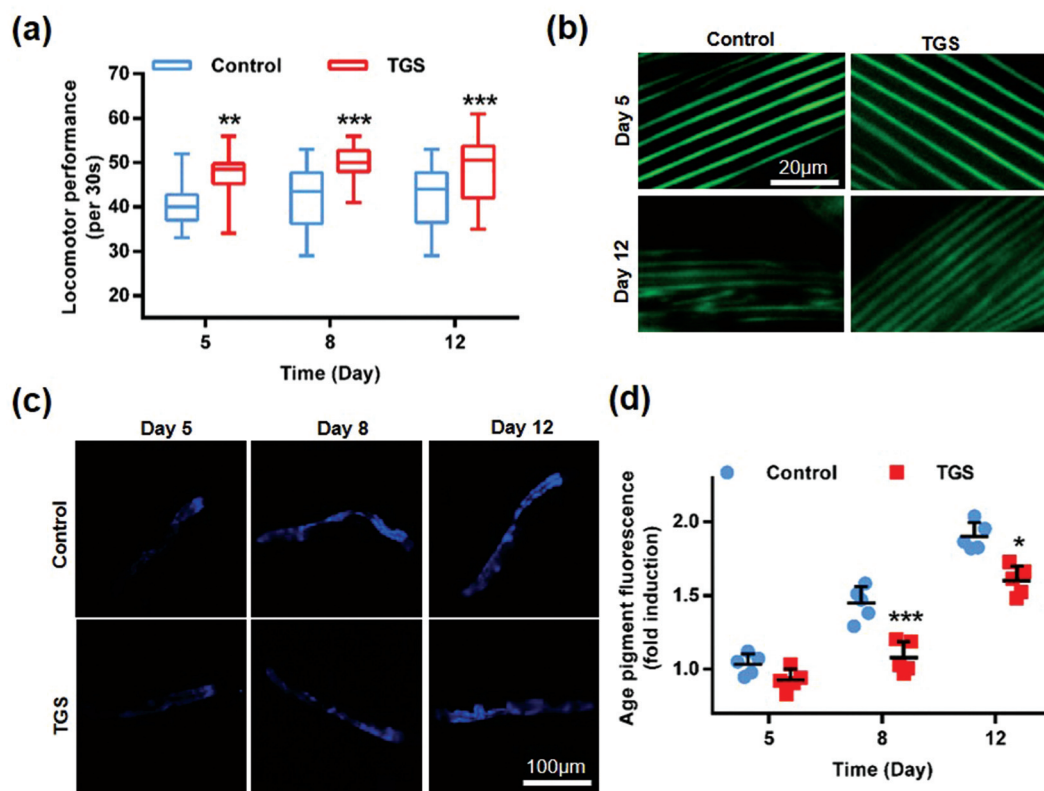 (a)
Control TGS
Locomotor performance
(per 30s)
70
60
50
40
30
20
** *** ***
5 8 12
Time (Day)
(b)
Control TGS
Day 5
20μm
Day 12
(c)
Day 5 Day 8 Day 12
Control
TGS
100μm
(d)
Control TGS
Age pigment fluorescence
(fold induction)
2.0
1.5
1.0
*** *
5 8 12
Time (Day)